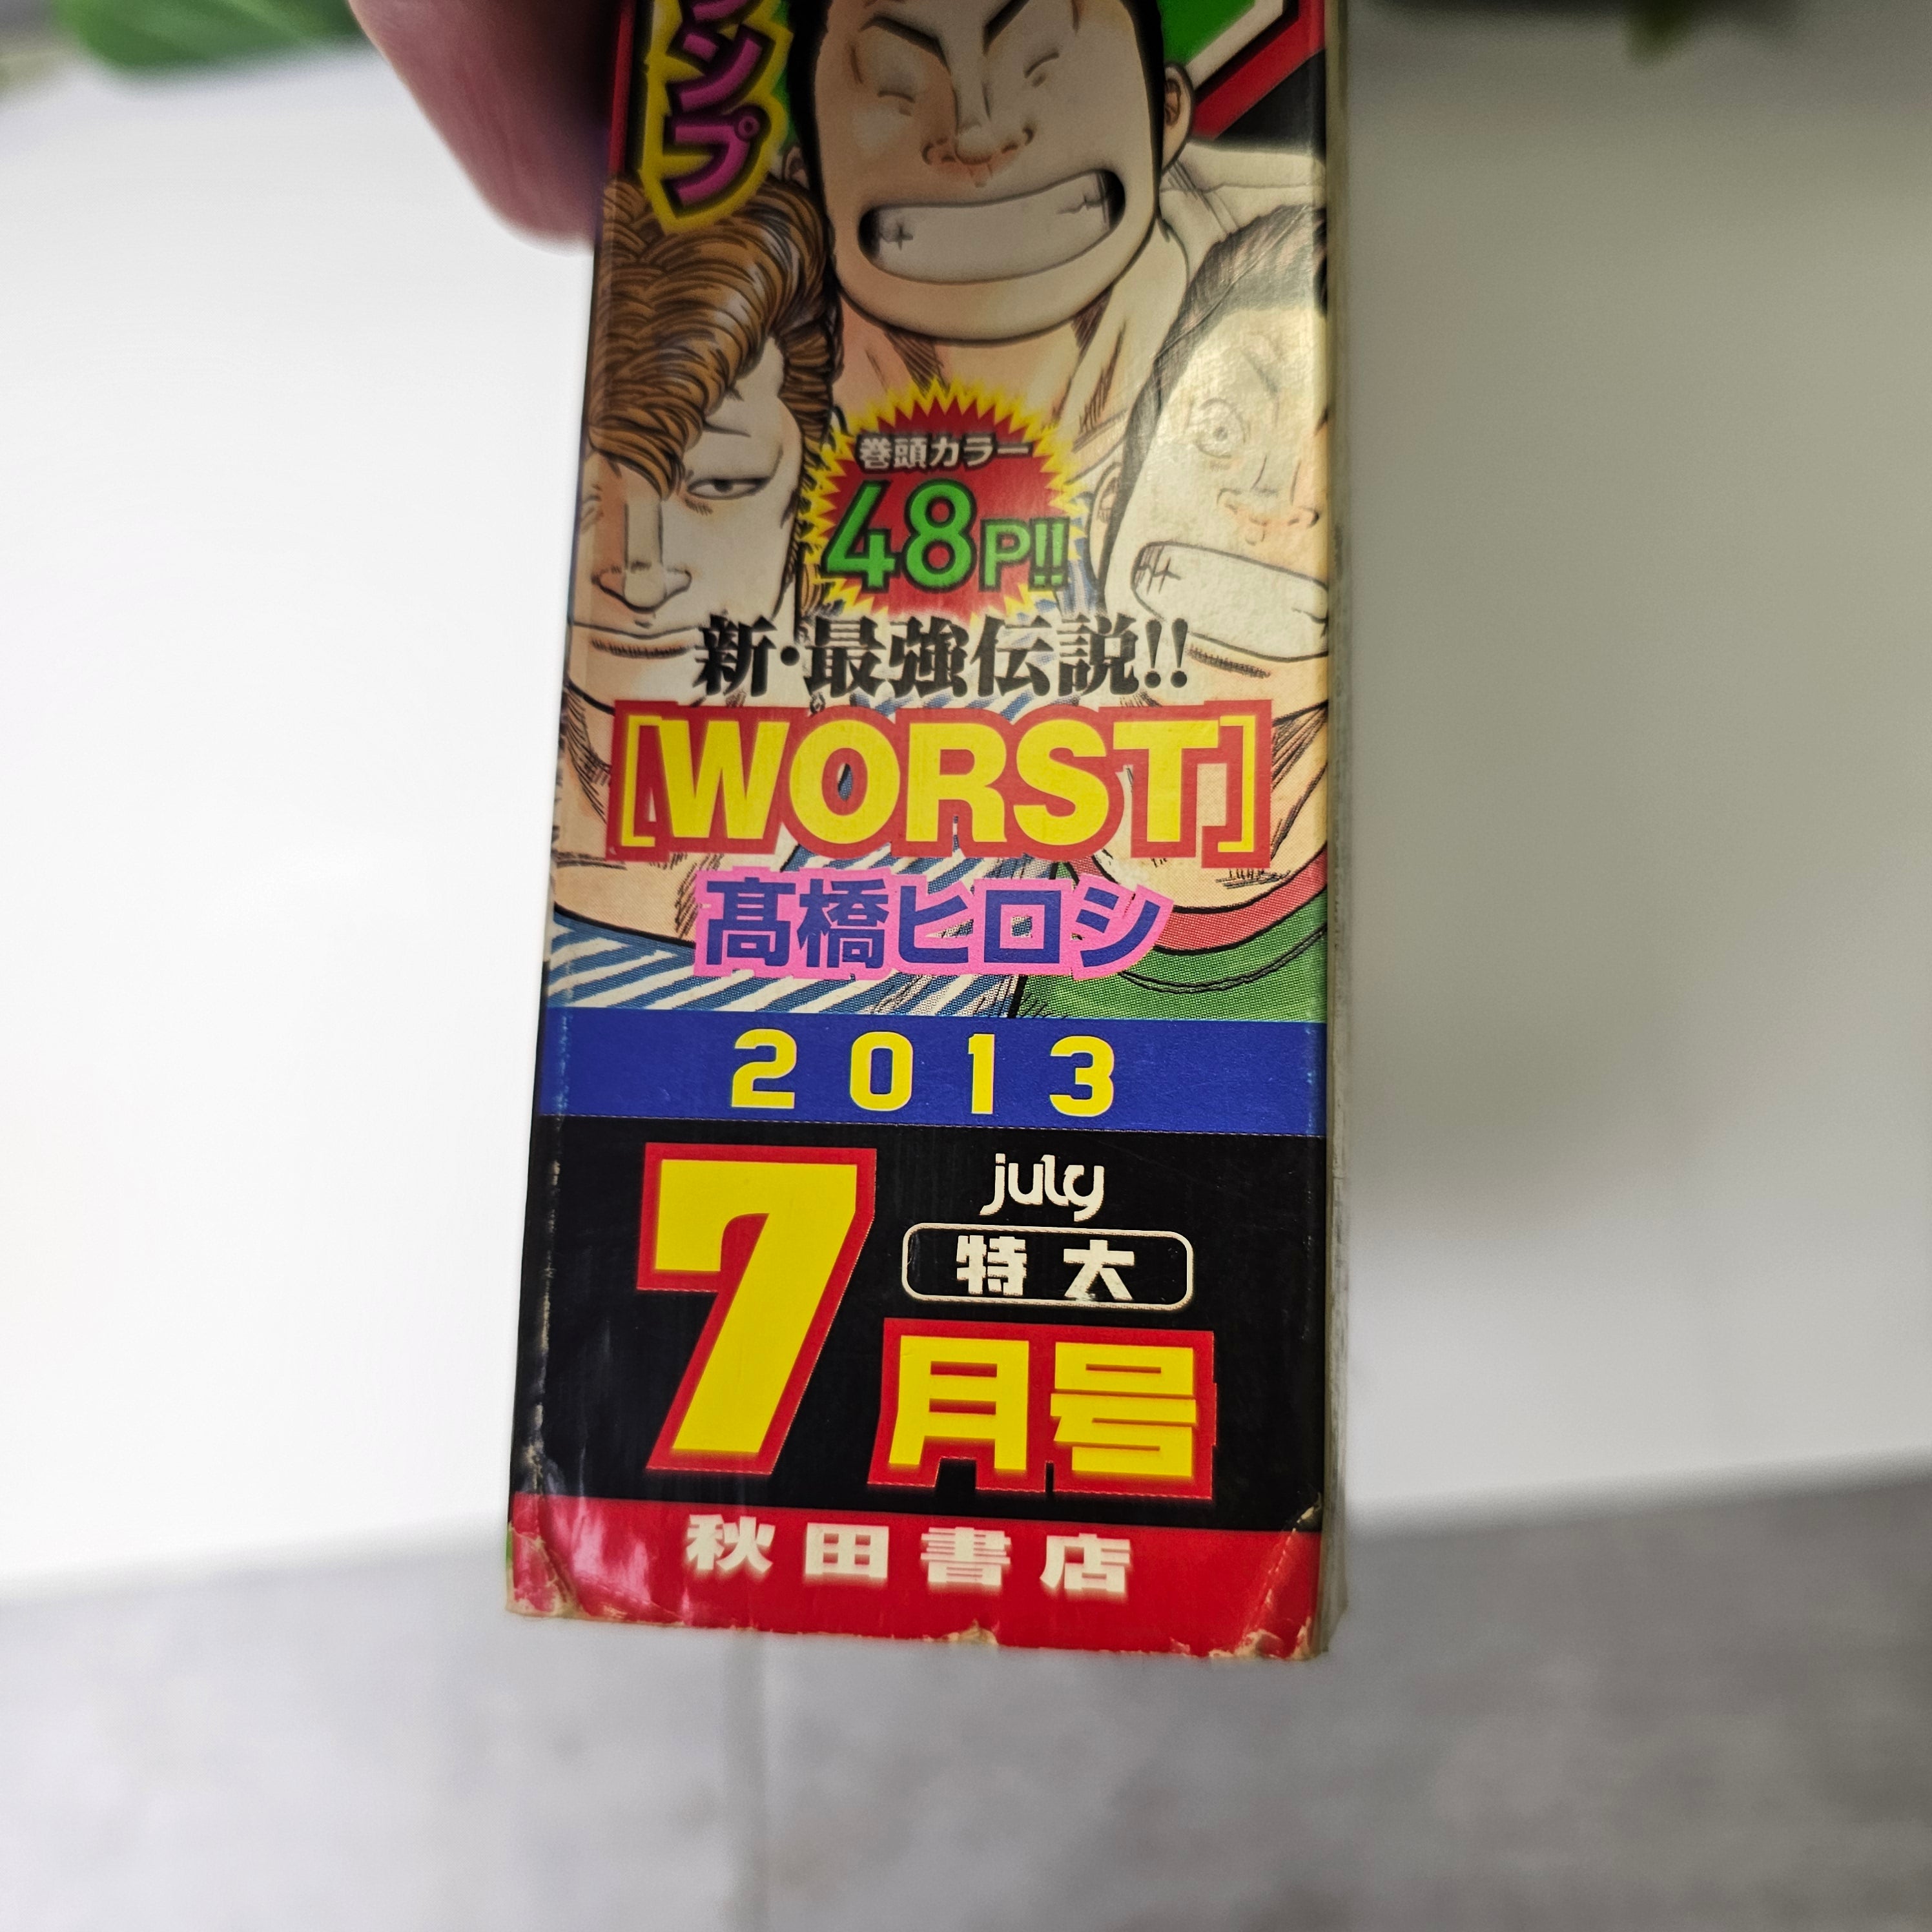 ンプ
巻頭カラー
48P!!
新・最強伝説!!
[WORST]
髙橋ヒロシ
2013
7月号
july
特大
秋田書店